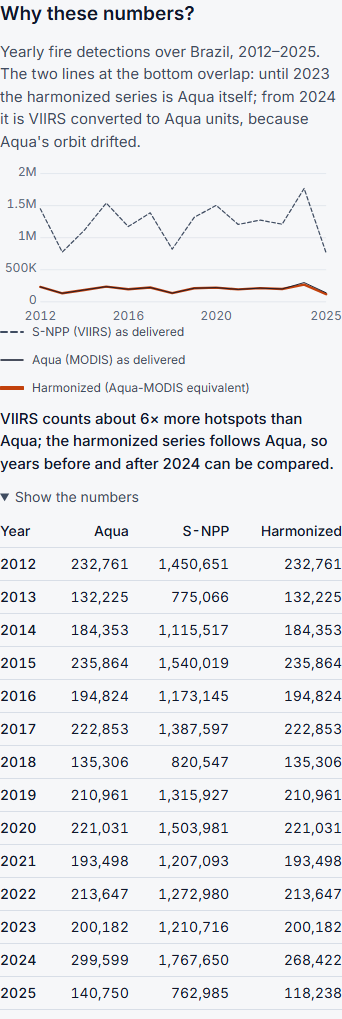 Why these numbers?
Yearly fire detections over Brazil, 2012–2025.
The two lines at the bottom overlap: until 2023
the harmonized series is Aqua itself; from 2024
it is VIIRS converted to Aqua units, because
Aqua's orbit drifted.
2M
1.5M
1M
500K
0
2012 2016 2020 2025
S-NPP (VIIRS) as delivered
Aqua (MODIS) as delivered
Harmonized (Aqua-MODIS equivalent)
VIIRS counts about 6× more hotspots than
Aqua; the harmonized series follows Aqua, so
years before and after 2024 can be compared.
▼ Show the numbers
Year Aqua S-NPP Harmonized
2012 232,761 1,450,651 232,761
2013 132,225 775,066 132,225
2014 184,353 1,115,517 184,353
2015 235,864 1,540,019 235,864
2016 194,824 1,173,145 194,824
2017 222,853 1,387,597 222,853
2018 135,306 820,547 135,306
2019 210,961 1,315,927 210,961
2020 221,031 1,503,981 221,031
2021 193,498 1,207,093 193,498
2022 213,647 1,272,980 213,647
2023 200,182 1,210,716 200,182
2024 299,599 1,767,650 268,422
2025 140,750 762,985 118,238